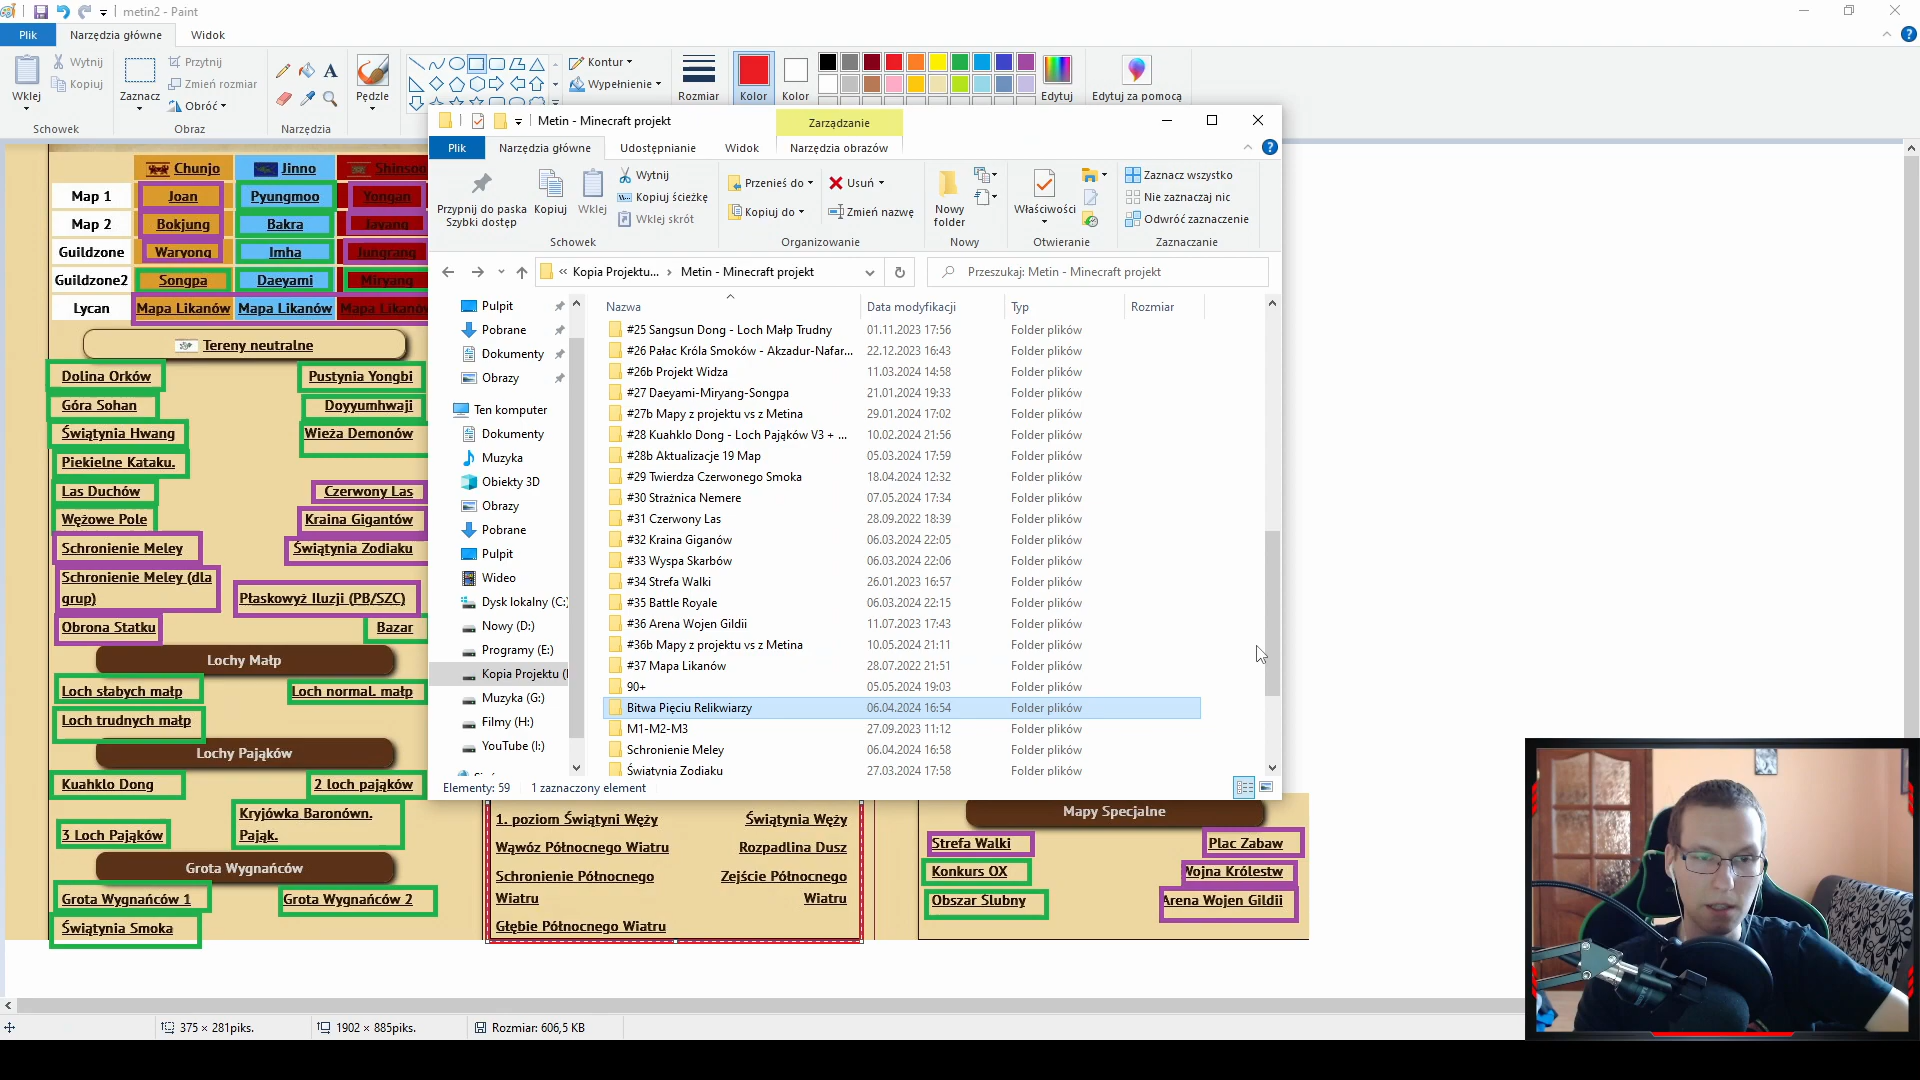 metin2 - Paint
Plik
Narzędzia główne
Widok
Wklej
Wytnij
Kopiuj
Schowek
Zaznacz
Przytnij
Zmień rozmiar
Obróć
Obraz
Narzędzia
Pędzle
Kontur
Wypełnienie
Rozmiar
Kolor
Kolor
Edytuj
Edytuj za pomocą
Chunjo
Jinno
Shinsoo
Map 1
Joan
Pyungmoo
Yongan
Map 2
Bokjung
Bakra
Jayang
Guildzone
Waryong
Imha
Jungrang
Guildzone2
Songpa
Daeyami
Miryang
Lycan
Mapa Likanów
Mapa Likanów
Mapa Likanów
Tereny neutralne
Dolina Orków
Pustynia Yongbi
Góra Sohan
Doyyumhwaji
Świątynia Hwang
Wieża Demonów
Piekielne Kataku.
Las Duchów
Czerwony Las
Wężowe Pole
Kraina Gigantów
Schronienie Meley
Świątynia Zodiaku
Schronienie Meley (dla
grup)
Płaskowyż Iluzji (PB/SZC)
Obrona Statku
Bazar
Lochy Małp
Loch słabych małp
Loch normal. małp
Loch trudnych małp
Lochy Pająków
Kuahklo Dong
2 loch pająków
3 Loch Pająków
Kryjówka Baronówn.
Pająk.
Grota Wygnańców
Grota Wygnańców 1
Grota Wygnańców 2
Świątynia Smoka
Metin - Minecraft projekt
Zarządzanie
Plik
Narzędzia główne
Udostępnianie
Widok
Narzędzia obrazów
Przypnij do paska
Szybki dostęp
Kopiuj
Wklej
Wytnij
Kopiuj ścieżkę
Wklej skrót
Schowek
Przenieś do
Kopiuj do
Usuń
Zmień nazwę
Organizowanie
Nowy
folder
Nowy
Właściwości
Otwieranie
Zaznacz wszystko
Nie zaznaczaj nic
Odwróć zaznaczenie
Zaznaczanie
« Kopia Projektu... › Metin - Minecraft projekt
Przeszukaj: Metin - Minecraft projekt
Pulpit
Pobrane
Dokumenty
Obrazy
Ten komputer
Dokumenty
Muzyka
Obiekty 3D
Obrazy
Pobrane
Pulpit
Wideo
Dysk lokalny (C:)
Nowy (D:)
Programy (E:)
Kopia Projektu (
Muzyka (G:)
Filmy (H:)
YouTube (I:)
Nazwa Data modyfikacji Typ Rozmiar
#25 Sangsun Dong - Loch Małp Trudny 01.11.2023 17:56 Folder plików
#26 Pałac Króla Smoków - Akzadur-Nafar... 22.12.2023 16:43 Folder plików
#26b Projekt Widza 11.03.2024 14:58 Folder plików
#27 Daeyami-Miryang-Songpa 21.01.2024 19:33 Folder plików
#27b Mapy z projektu vs z Metina 29.01.2024 17:02 Folder plików
#28 Kuahklo Dong - Loch Pająków V3 + ... 10.02.2024 21:56 Folder plików
#28b Aktualizacje 19 Map 05.03.2024 17:59 Folder plików
#29 Twierdza Czerwonego Smoka 18.04.2024 12:32 Folder plików
#30 Strażnica Nemere 07.05.2024 17:34 Folder plików
#31 Czerwony Las 28.09.2022 18:39 Folder plików
#32 Kraina Giganów 06.03.2024 22:05 Folder plików
#33 Wyspa Skarbów 06.03.2024 22:06 Folder plików
#34 Strefa Walki 26.01.2023 16:57 Folder plików
#35 Battle Royale 06.03.2024 22:15 Folder plików
#36 Arena Wojen Gildii 11.07.2023 17:43 Folder plików
#36b Mapy z projektu vs z Metina 10.05.2024 21:11 Folder plików
#37 Mapa Likanów 28.07.2022 21:51 Folder plików
90+ 05.05.2024 19:03 Folder plików
Bitwa Pięciu Relikwiarzy 06.04.2024 16:54 Folder plików
M1-M2-M3 27.09.2023 11:12 Folder plików
Schronienie Meley 06.04.2024 16:58 Folder plików
Świątynia Zodiaku 27.03.2024 17:58 Folder plików
Elementy: 59
1 zaznaczony element
1. poziom Świątyni Węży
Świątynia Węży
Wąwóz Północnego Wiatru
Rozpadlina Dusz
Schronienie Północnego
Wiatru
Zejście Północnego
Wiatru
Głębie Północnego Wiatru
Mapy Specjalne
Strefa Walki
Plac Zabaw
Konkurs OX
Wojna Królestw
Obszar Ślubny
Arena Wojen Gildii
375 × 281piks.
1902 × 885piks.
Rozmiar: 606,5 KB